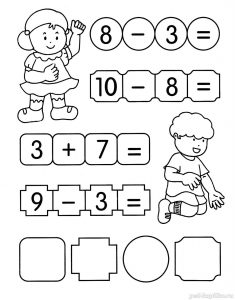 8 − 3 =
10 − 8 =
3 + 7 =
9 − 3 =